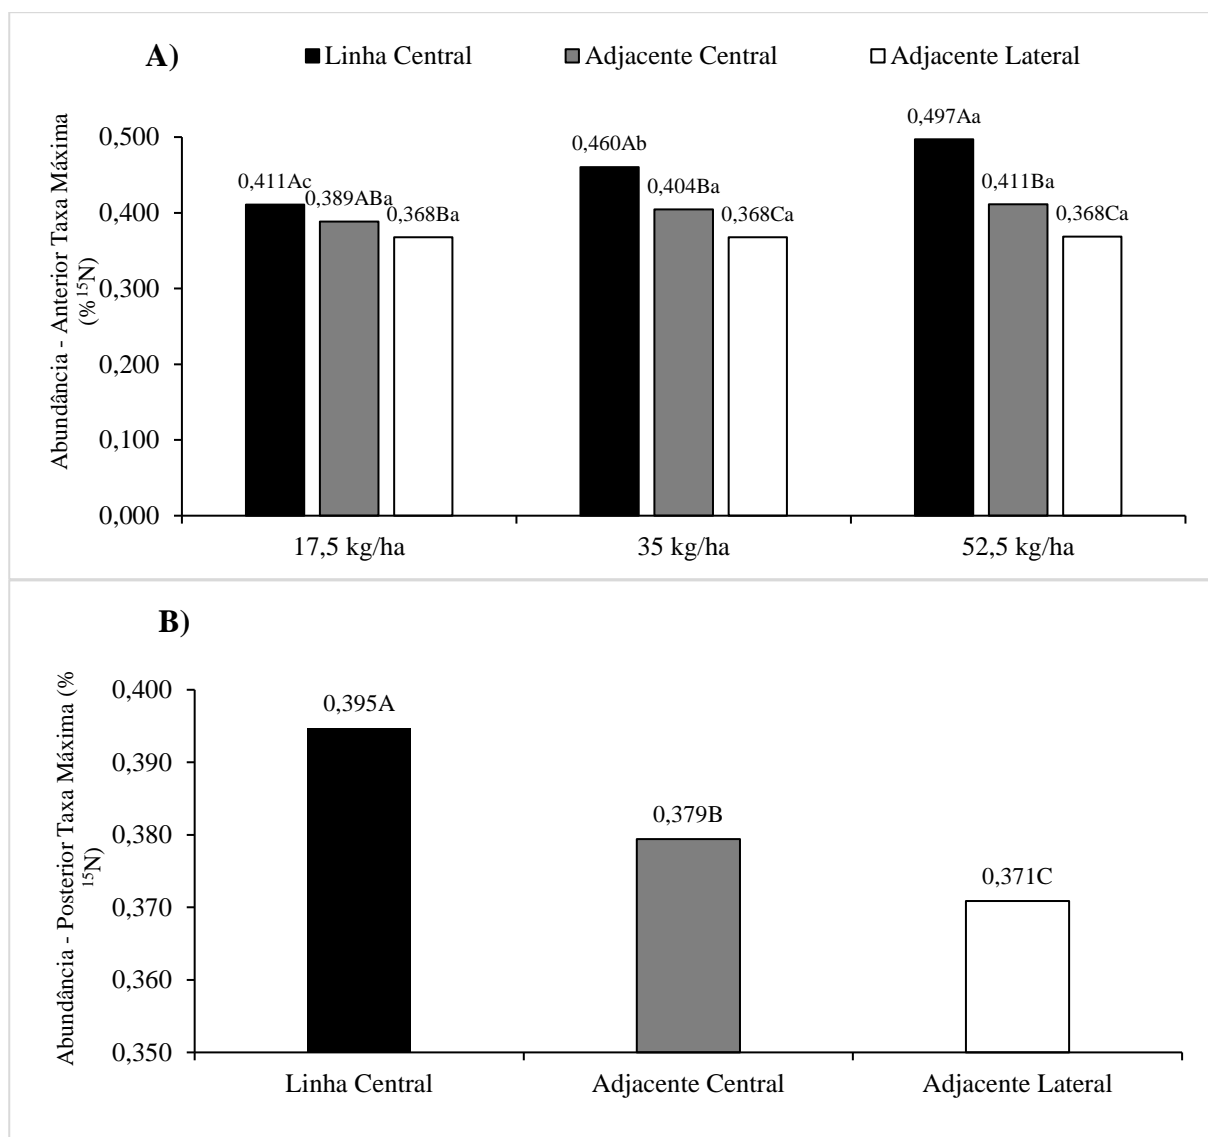 A)
Linha Central
Adjacente Central
Adjacente Lateral
Abundância - Anterior Taxa Máxima
(% ¹⁵N)
0,500
0,400
0,300
0,200
0,100
0,000
0,411Ac
0,389ABa
0,368Ba
0,460Ab
0,404Ba
0,368Ca
0,497Aa
0,411Ba
0,368Ca
17,5 kg/ha
35 kg/ha
52,5 kg/ha
B)
Abundância - Posterior Taxa Máxima (%
¹⁵N)
0,400
0,390
0,380
0,370
0,360
0,350
0,395A
0,379B
0,371C
Linha Central
Adjacente Central
Adjacente Lateral